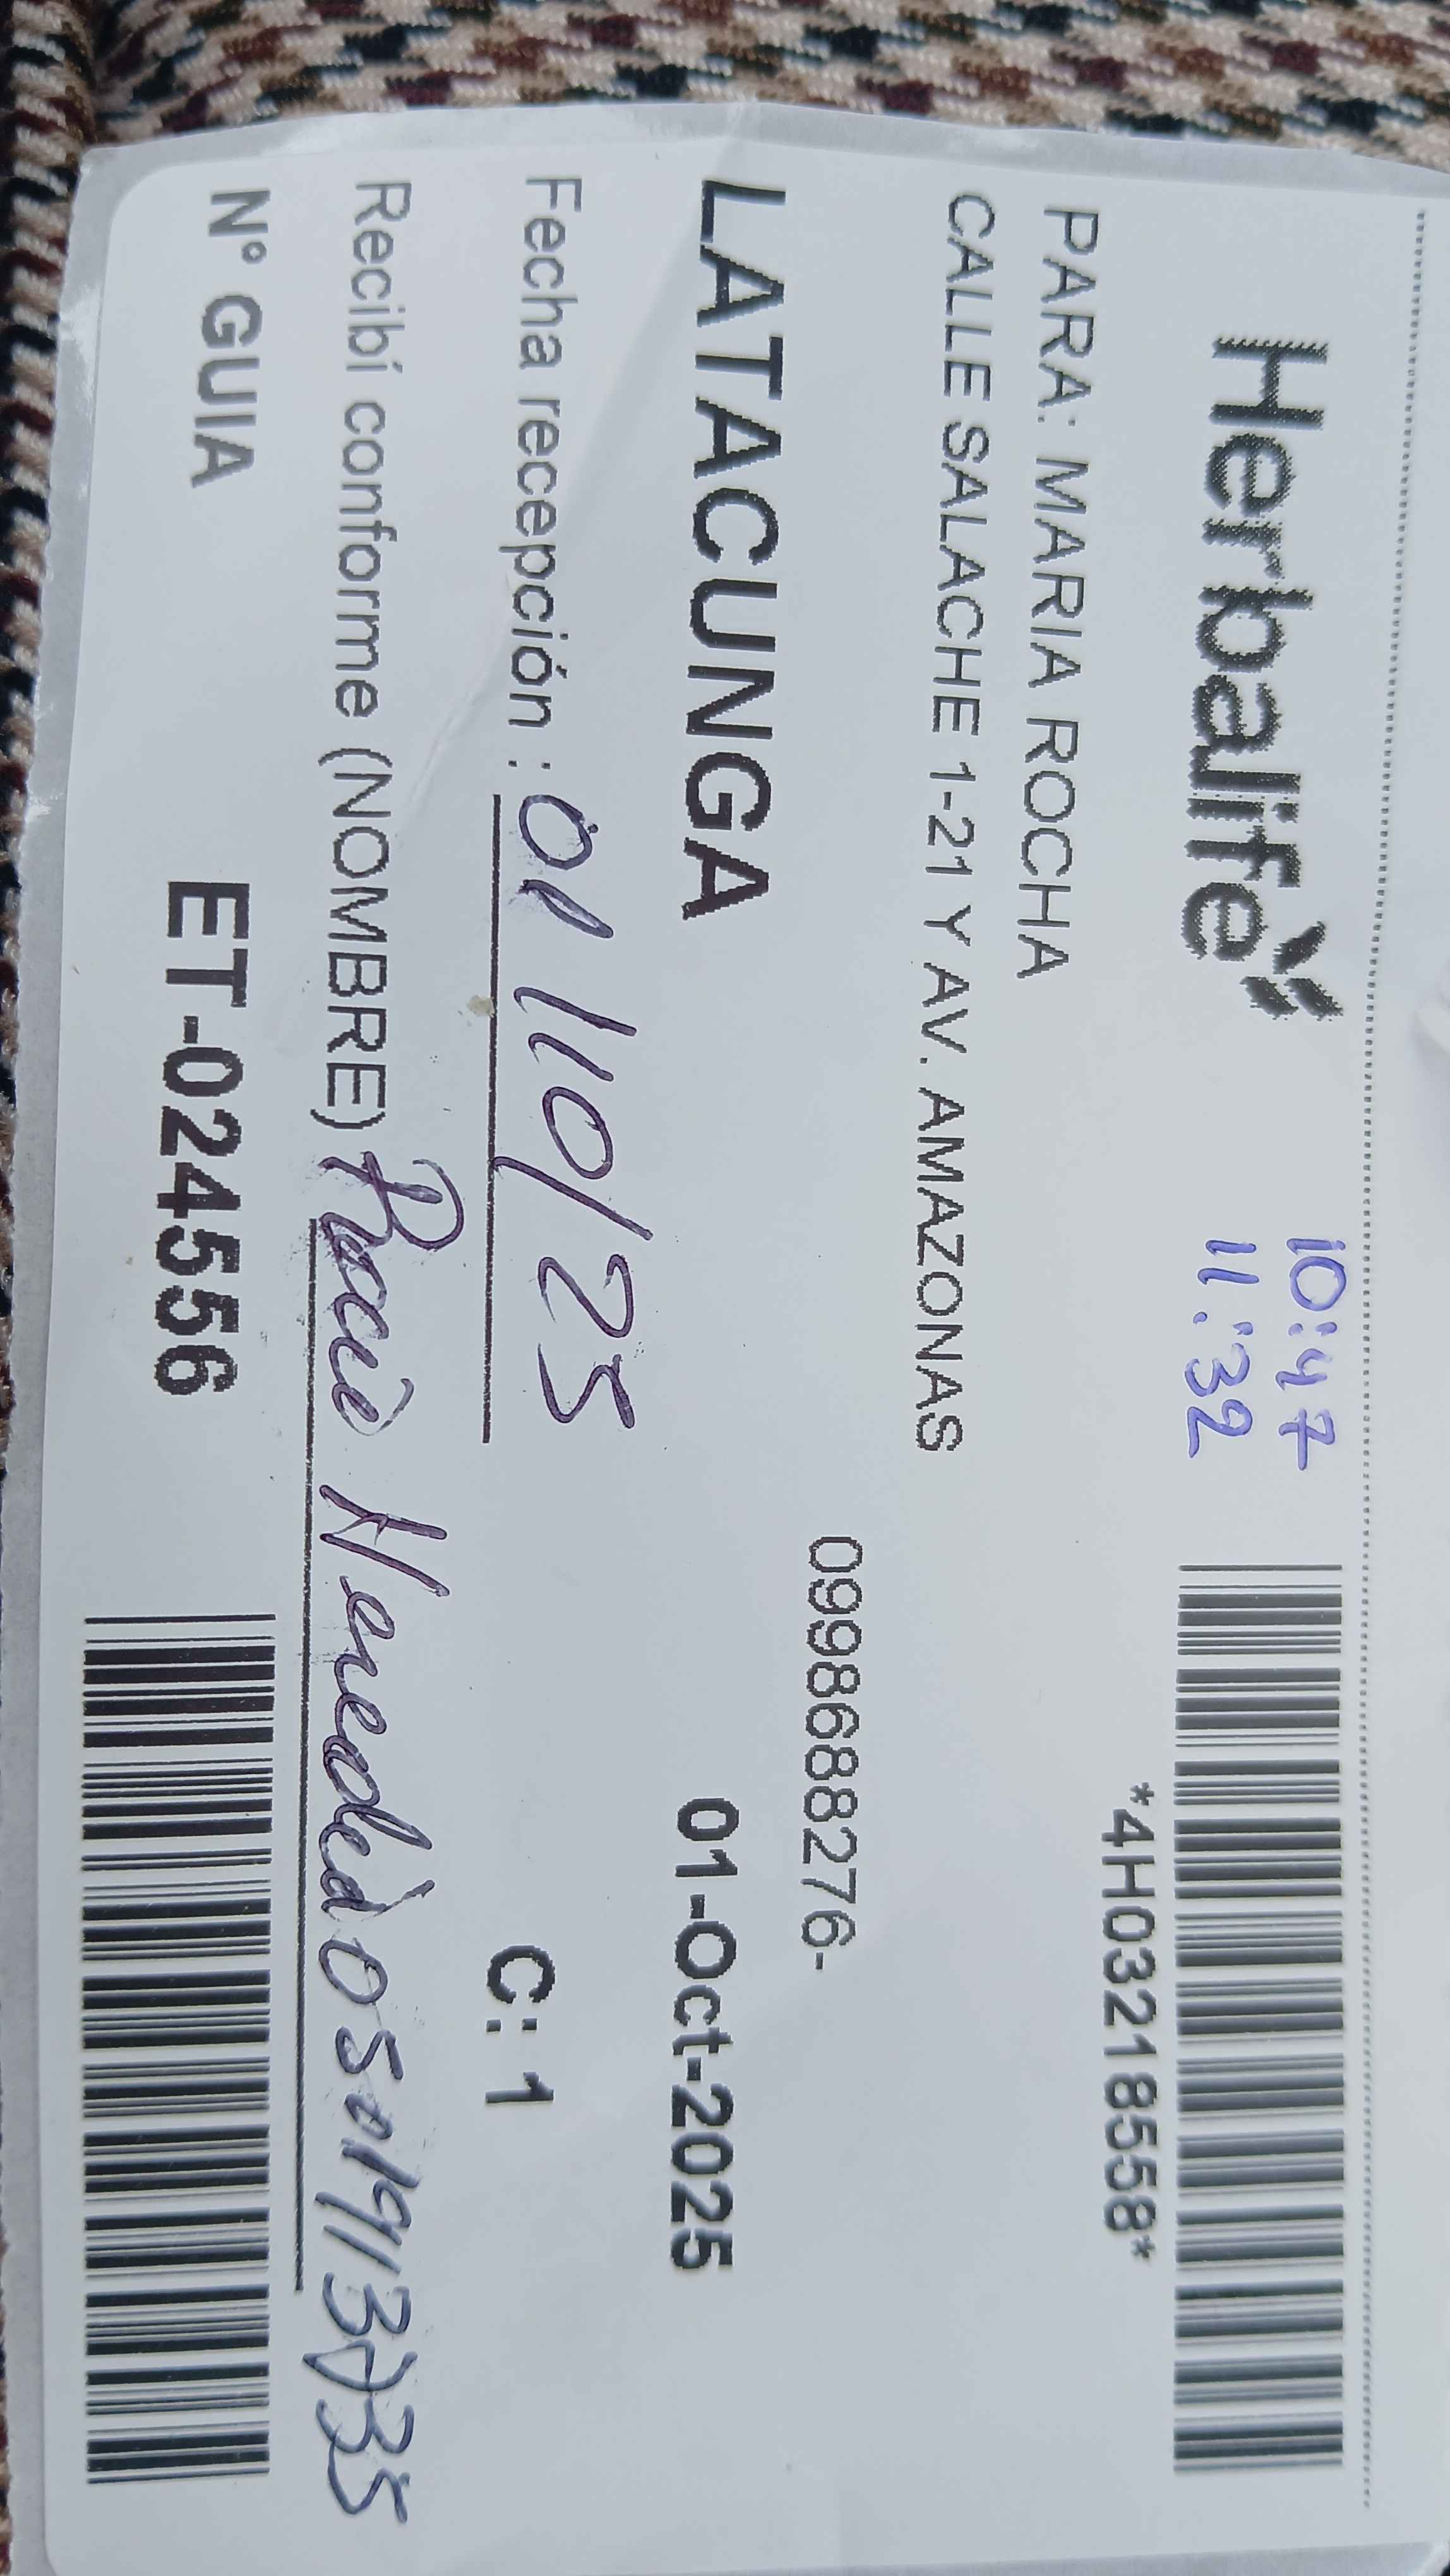 Herbalife
10:47
11:32
*4H03218558*
PARA: MARIA ROCHA
CALLE SALACHE 1-21 Y AV. AMAZONAS
0998688276-
LATACUNGA
01-Oct-2025
Fecha recepción : 01/10/25
C: 1
Recibí conforme (NOMBRE) Rocio
Nº GUIA
ET-024556